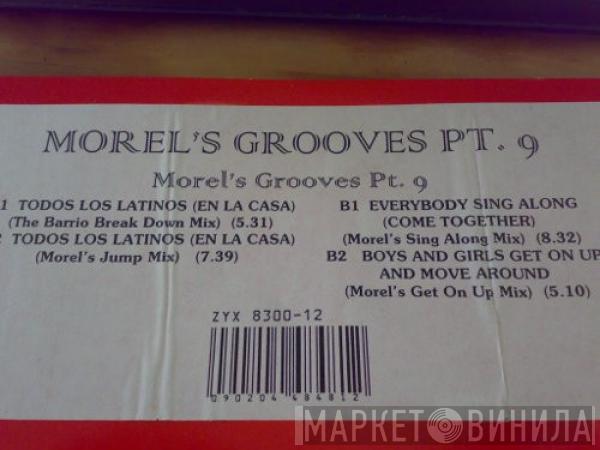 MOREL'S GROOVES PT. 9
Morel's Grooves Pt. 9
1 TODOS LOS LATINOS (EN LA CASA)
(The Barrio Break Down Mix) (5.31)
TODOS LOS LATINOS (EN LA CASA)
(Morel's Jump Mix) (7.39)
B1 EVERYBODY SING ALONG
(COME TOGETHER)
(Morel's Sing Along Mix) (8.32)
B2 BOYS AND GIRLS GET ON UP
AND MOVE AROUND
(Morel's Get On Up Mix) (5.10)
ZYX 8300-12
090204 484812
МАРКЕТ ВИНИЛА